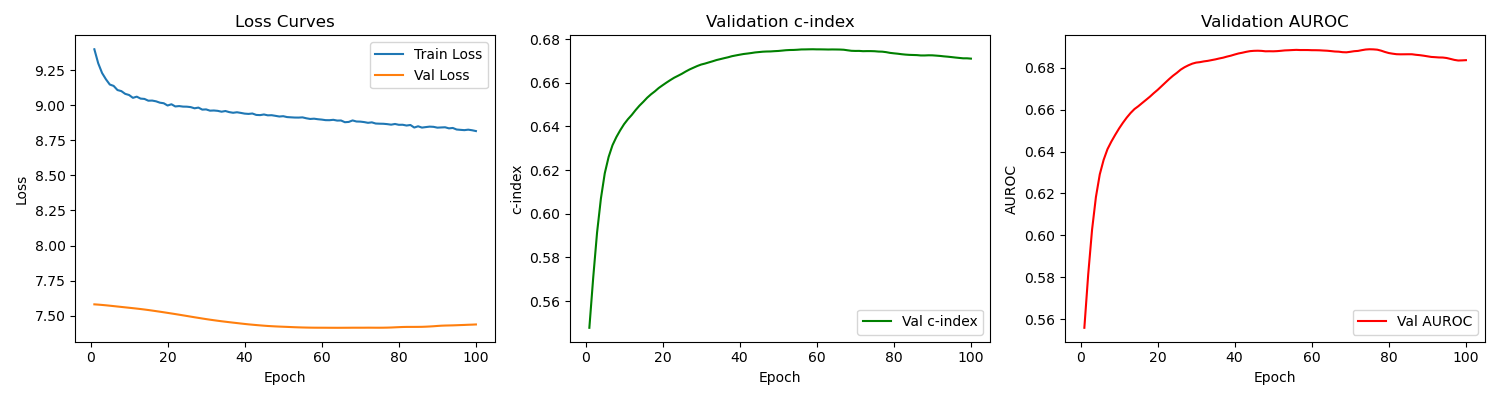 Loss Curves
Train Loss
Val Loss
9.25
9.00
8.75
8.50
8.25
8.00
7.75
7.50
Loss
0 20 40 60 80 100
Epoch
Validation c-index
0.68
0.66
0.64
0.62
0.60
0.58
0.56
c-index
Val c-index
0 20 40 60 80 100
Epoch
Validation AUROC
0.68
0.66
0.64
0.62
0.60
0.58
0.56
AUROC
Val AUROC
0 20 40 60 80 100
Epoch